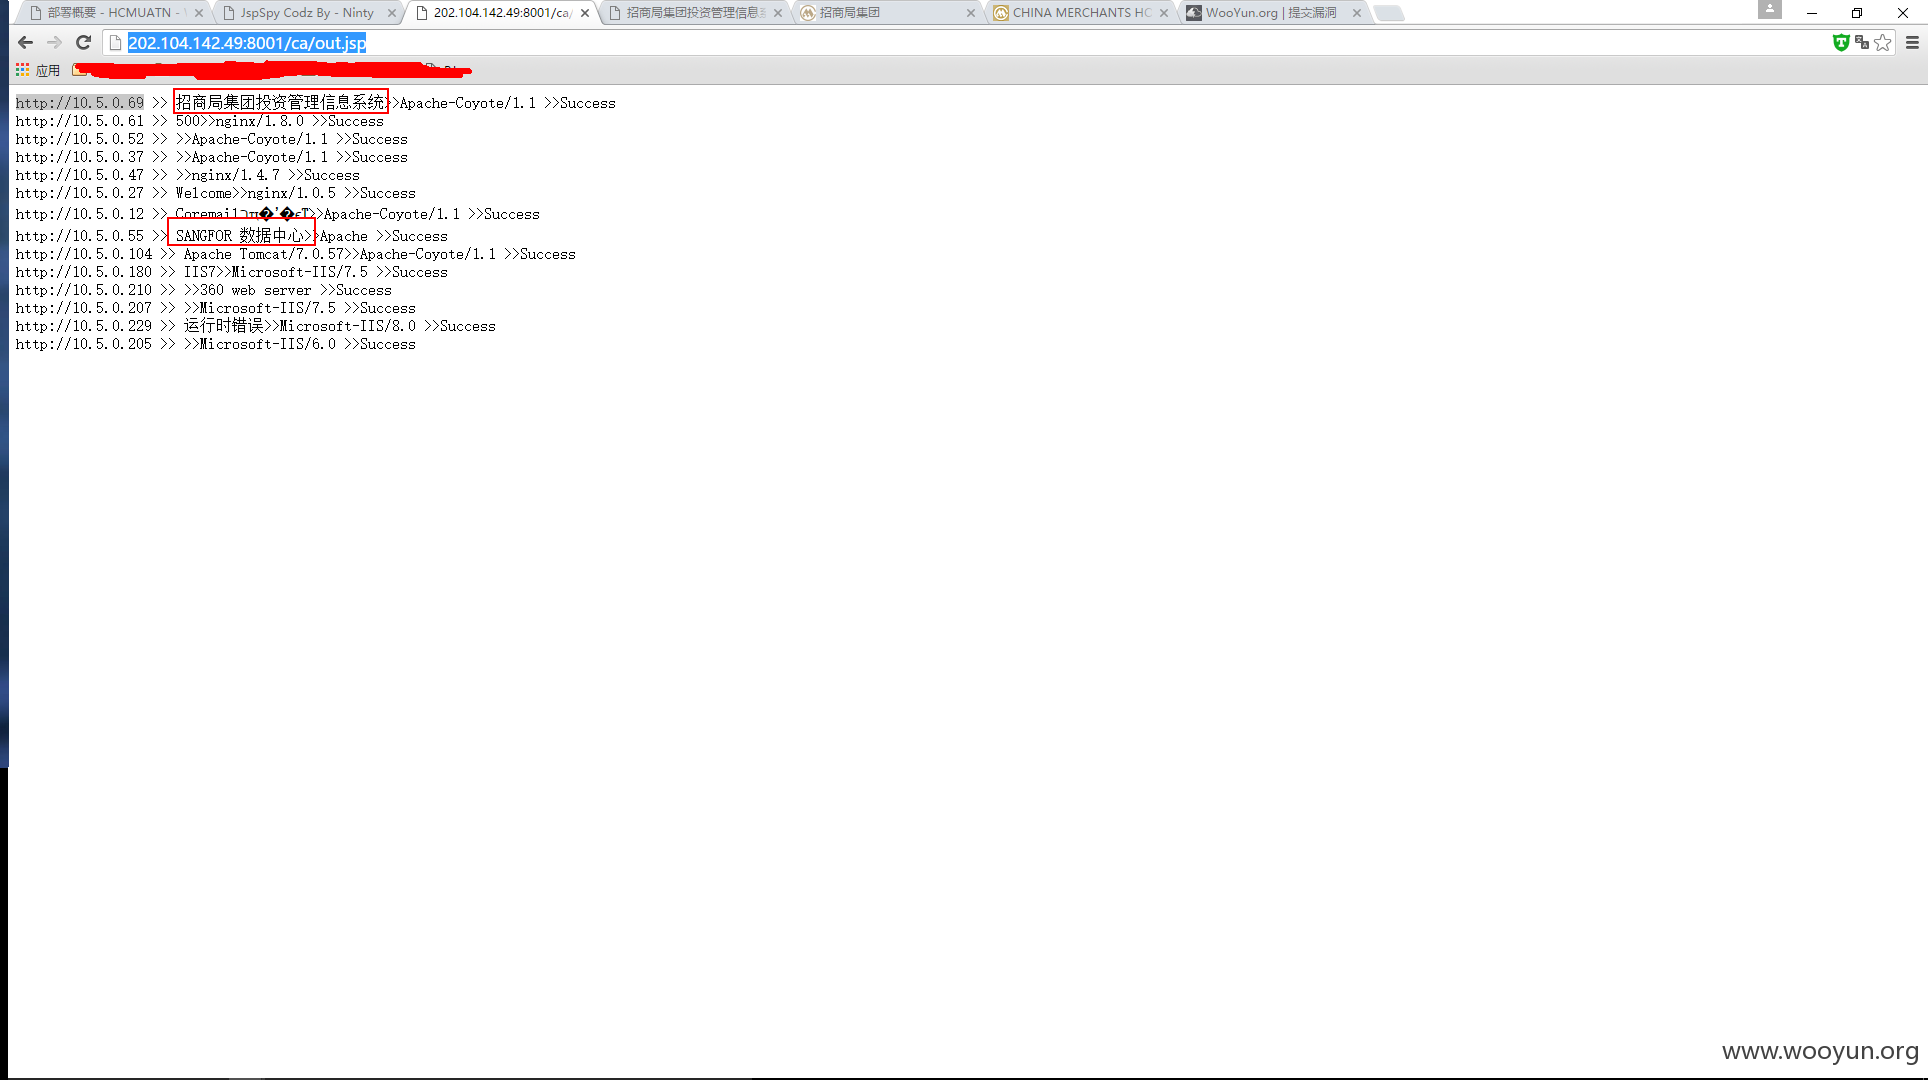 部署概要 - HCMUATN -
JspSpy Codz By - Ninty
202.104.142.49:8001/ca/
招商局集团投资管理信息
招商局集团
CHINA MERCHANTS HO
WooYun.org | 提交漏洞
202.104.142.49:8001/ca/out.jsp
应用
http://10.5.0.69 >> 招商局集团投资管理信息系统>>Apache-Coyote/1.1 >>Success
http://10.5.0.61 >> 500>>nginx/1.8.0 >>Success
http://10.5.0.52 >> >>Apache-Coyote/1.1 >>Success
http://10.5.0.37 >> >>Apache-Coyote/1.1 >>Success
http://10.5.0.47 >> >>nginx/1.4.7 >>Success
http://10.5.0.27 >> Welcome>>nginx/1.0.5 >>Success
http://10.5.0.12 >> Coremail >>Apache-Coyote/1.1 >>Success
http://10.5.0.55 >> SANGFOR 数据中心>>Apache >>Success
http://10.5.0.104 >> Apache Tomcat/7.0.57>>Apache-Coyote/1.1 >>Success
http://10.5.0.180 >> IIS7>>Microsoft-IIS/7.5 >>Success
http://10.5.0.210 >> >>360 web server >>Success
http://10.5.0.207 >> >>Microsoft-IIS/7.5 >>Success
http://10.5.0.229 >> 运行时错误>>Microsoft-IIS/8.0 >>Success
http://10.5.0.205 >> >>Microsoft-IIS/6.0 >>Success
www.wooyun.org